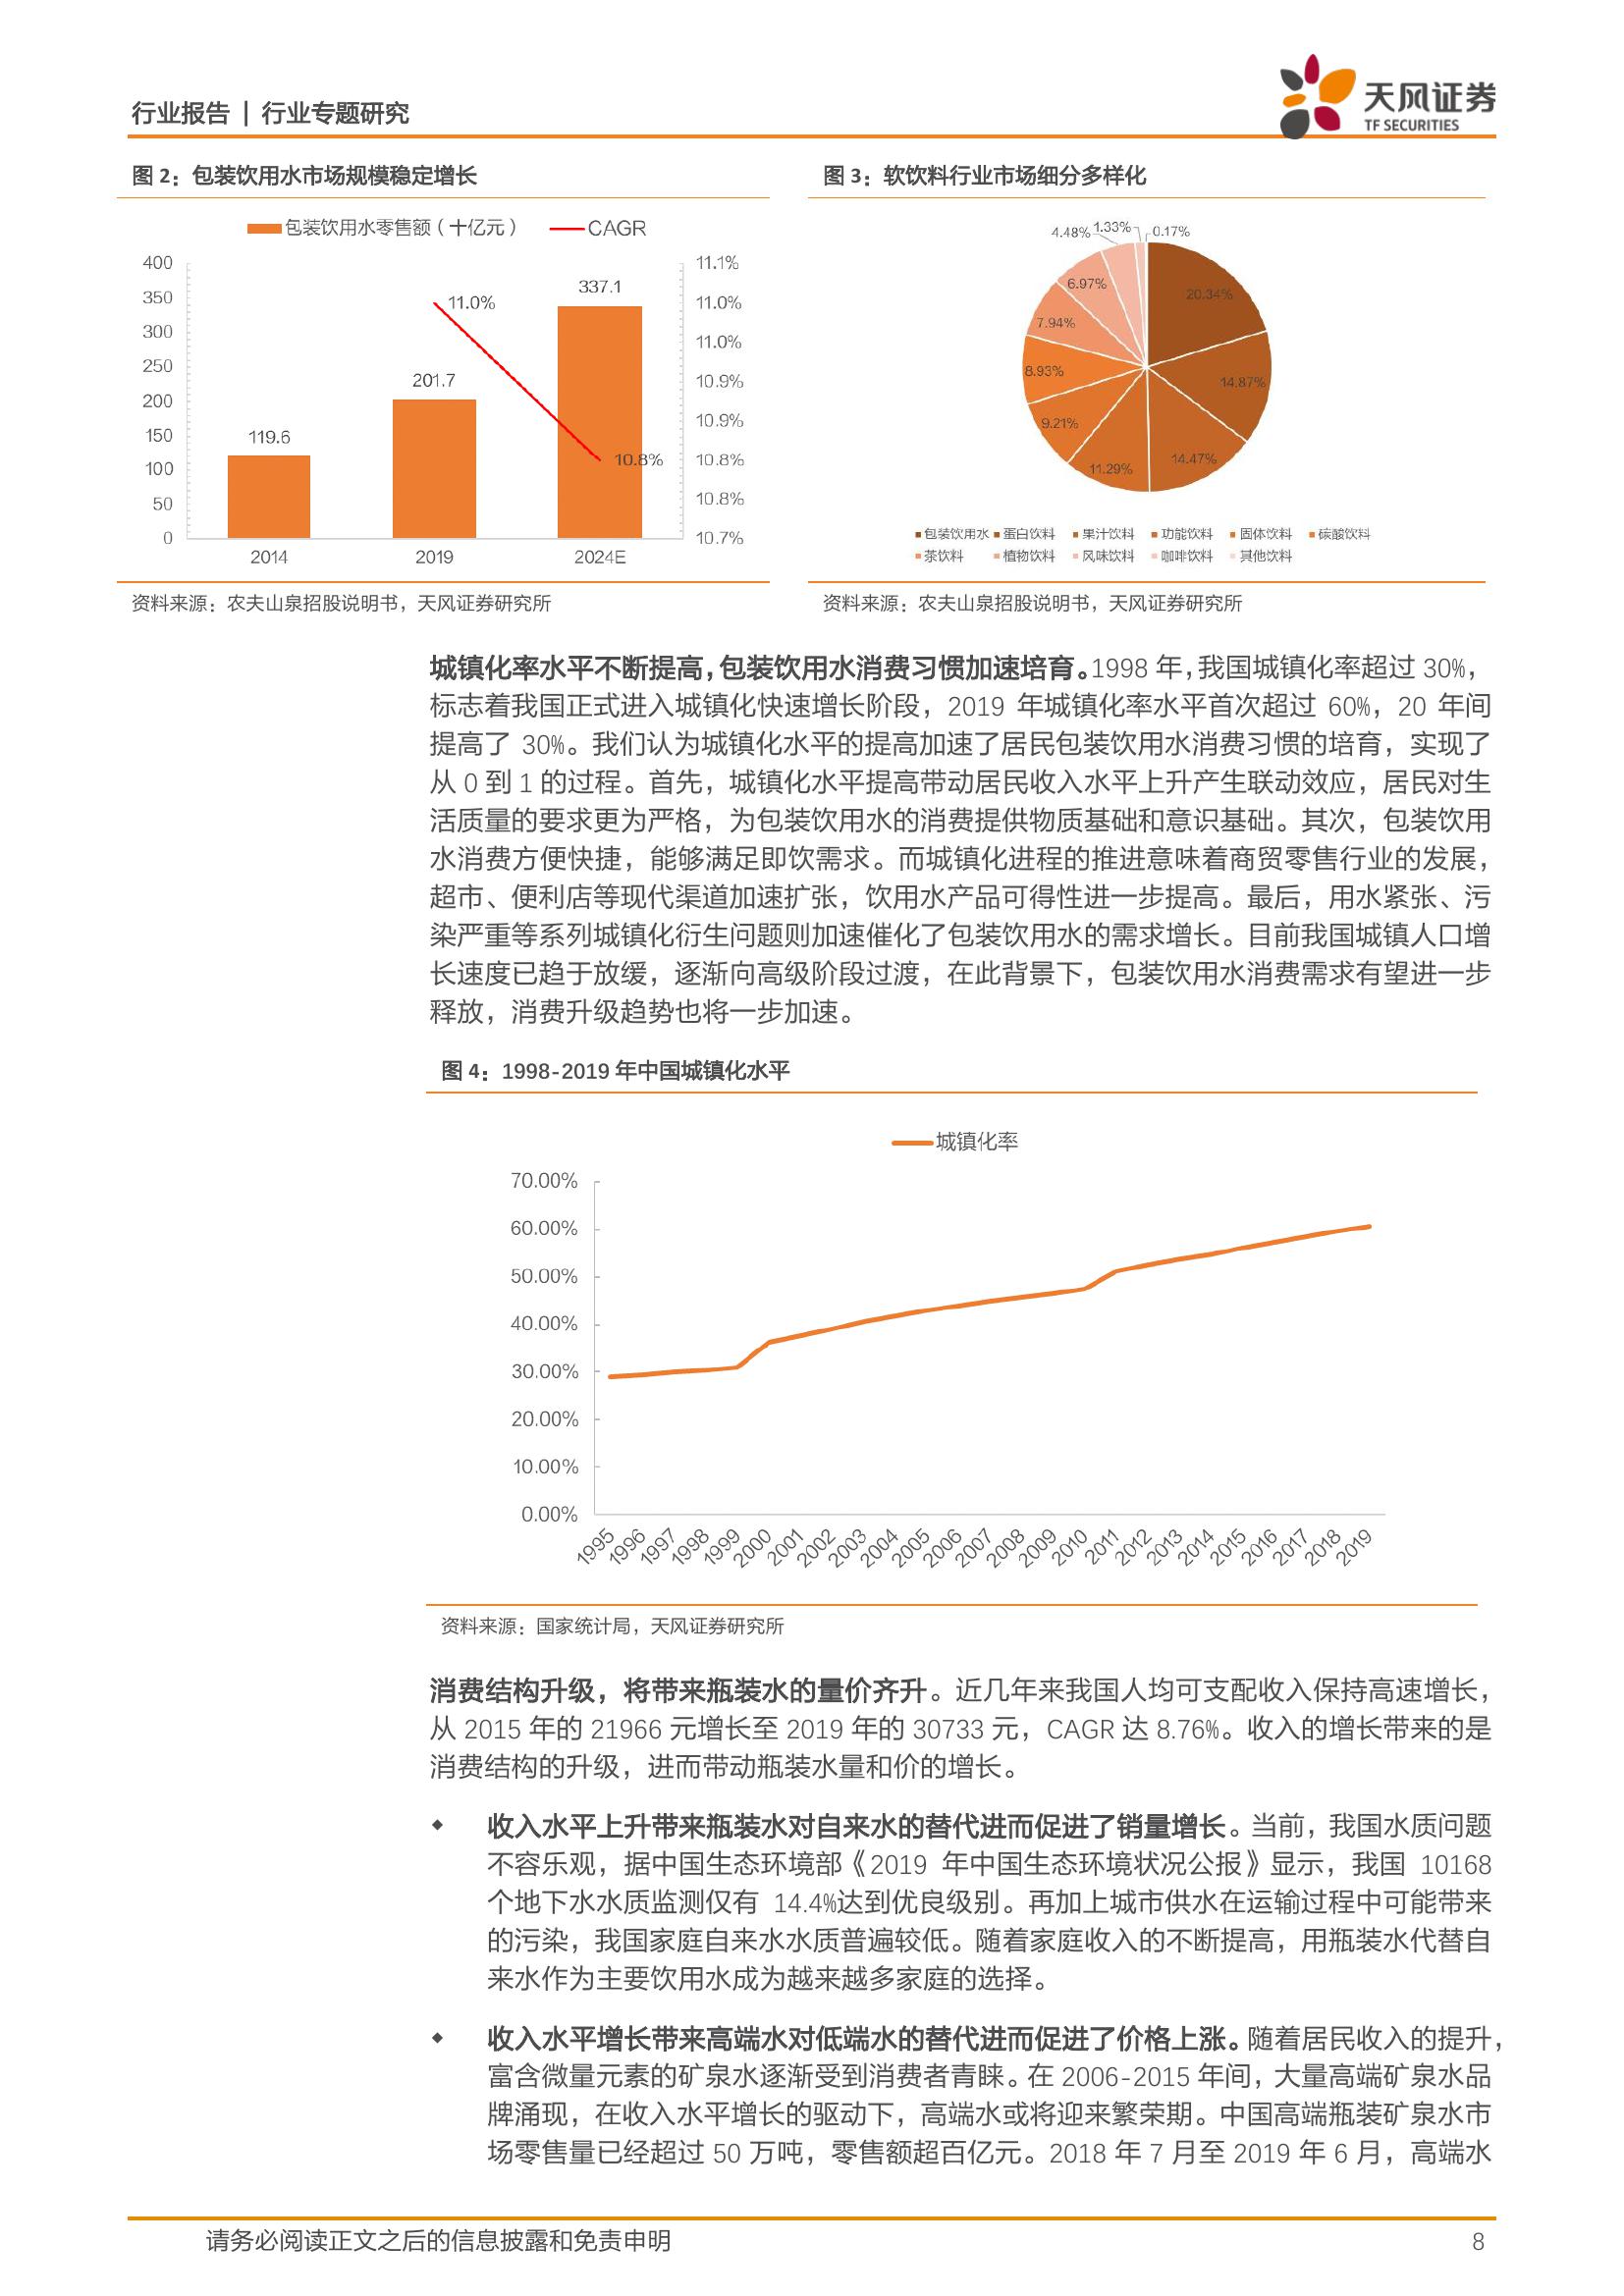 行业报告 | 行业专题研究
天风证券
TF SECURITIES
图 2：包装饮用水市场规模稳定增长
包装饮用水零售额（十亿元） CAGR
400
350
300
250
200
150
100
50
0
11.1%
11.0%
11.0%
10.9%
10.9%
10.8%
10.8%
10.7%
119.6
201.7
337.1
11.0%
10.8%
2014 2019 2024E
资料来源：农夫山泉招股说明书，天风证券研究所
图 3：软饮料行业市场细分多样化
4.48% 1.33% 0.17%
20.34%
14.87%
14.47%
11.29%
9.21%
8.93%
7.94%
6.97%
包装饮用水 蛋白饮料 果汁饮料 功能饮料 固体饮料 碳酸饮料
茶饮料 植物饮料 风味饮料 咖啡饮料 其他饮料
资料来源：农夫山泉招股说明书，天风证券研究所
城镇化率水平不断提高，包装饮用水消费习惯加速培育。1998 年，我国城镇化率超过 30%，
标志着我国正式进入城镇化快速增长阶段，2019 年城镇化率水平首次超过 60%，20 年间
提高了 30%。我们认为城镇化水平的提高加速了居民包装饮用水消费习惯的培育，实现了
从 0 到 1 的过程。首先，城镇化水平提高带动居民收入水平上升产生联动效应，居民对生
活质量的要求更为严格，为包装饮用水的消费提供物质基础和意识基础。其次，包装饮用
水消费方便快捷，能够满足即饮需求。而城镇化进程的推进意味着商贸零售行业的发展，
超市、便利店等现代渠道加速扩张，饮用水产品可得性进一步提高。最后，用水紧张、污
染严重等系列城镇化衍生问题则加速催化了包装饮用水的需求增长。目前我国城镇人口增
长速度已趋于放缓，逐渐向高级阶段过渡，在此背景下，包装饮用水消费需求有望进一步
释放，消费升级趋势也将一步加速。
图 4：1998-2019 年中国城镇化水平
城镇化率
70.00%
60.00%
50.00%
40.00%
30.00%
20.00%
10.00%
0.00%
1995 1996 1997 1998 1999 2000 2001 2002 2003 2004 2005 2006 2007 2008 2009 2010 2011 2012 2013 2014 2015 2016 2017 2018 2019
资料来源：国家统计局，天风证券研究所
消费结构升级，将带来瓶装水的量价齐升。近几年来我国人均可支配收入保持高速增长，
从 2015 年的 21966 元增长至 2019 年的 30733 元，CAGR 达 8.76%。收入的增长带来的是
消费结构的升级，进而带动瓶装水量和价的增长。
◆ 收入水平上升带来瓶装水对自来水的替代进而促进了销量增长。当前，我国水质问题
不容乐观，据中国生态环境部《2019 年中国生态环境状况公报》显示，我国 10168
个地下水水质监测仅有 14.4%达到优良级别。再加上城市供水在运输过程中可能带来
的污染，我国家庭自来水水质普遍较低。随着家庭收入的不断提高，用瓶装水代替自
来水作为主要饮用水成为越来越多家庭的选择。
◆ 收入水平增长带来高端水对低端水的替代进而促进了价格上涨。随着居民收入的提升，
富含微量元素的矿泉水逐渐受到消费者青睐。在 2006-2015 年间，大量高端矿泉水品
牌涌现，在收入水平增长的驱动下，高端水或将迎来繁荣期。中国高端瓶装矿泉水市
场零售量已经超过 50 万吨，零售额超百亿元。2018 年 7 月至 2019 年 6 月，高端水
请务必阅读正文之后的信息披露和免责申明 8